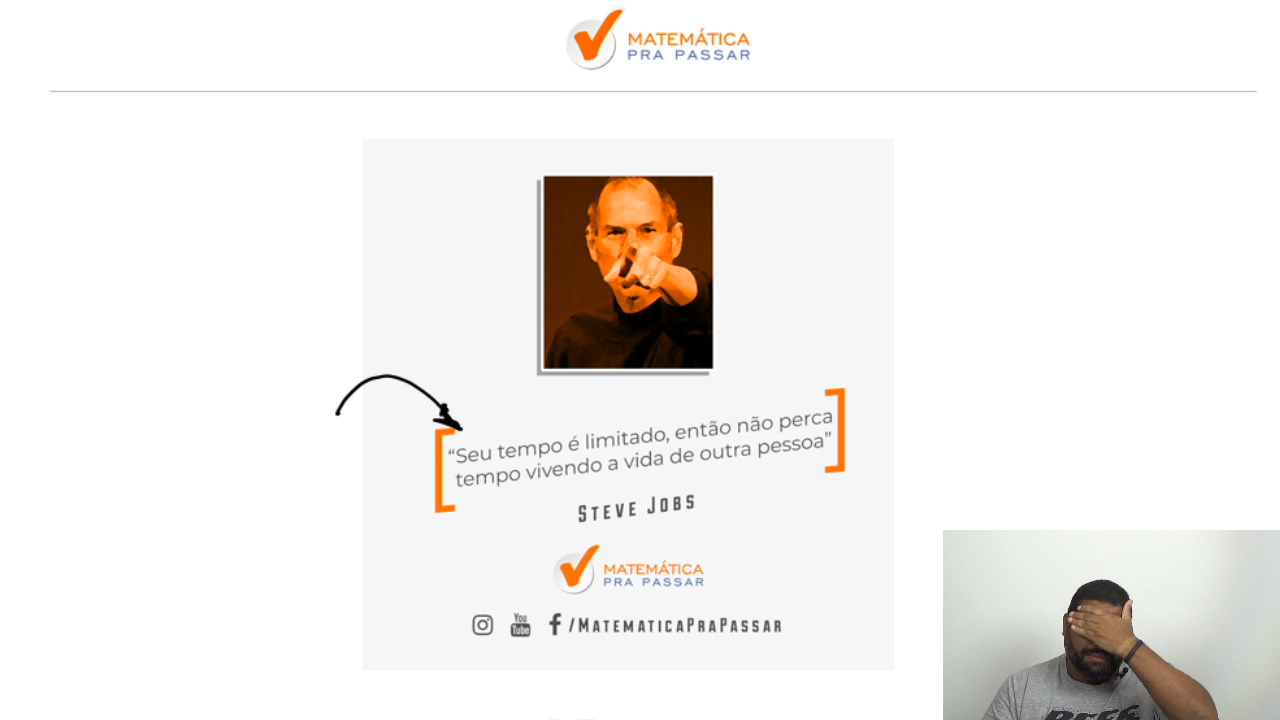 MATEMÁTICA
PRA PASSAR
“Seu tempo é limitado, então não perca
tempo vivendo a vida de outra pessoa”
STEVE JOBS
MATEMÁTICA
PRA PASSAR
You
Tube
/MATEMATICAPRAPASSAR